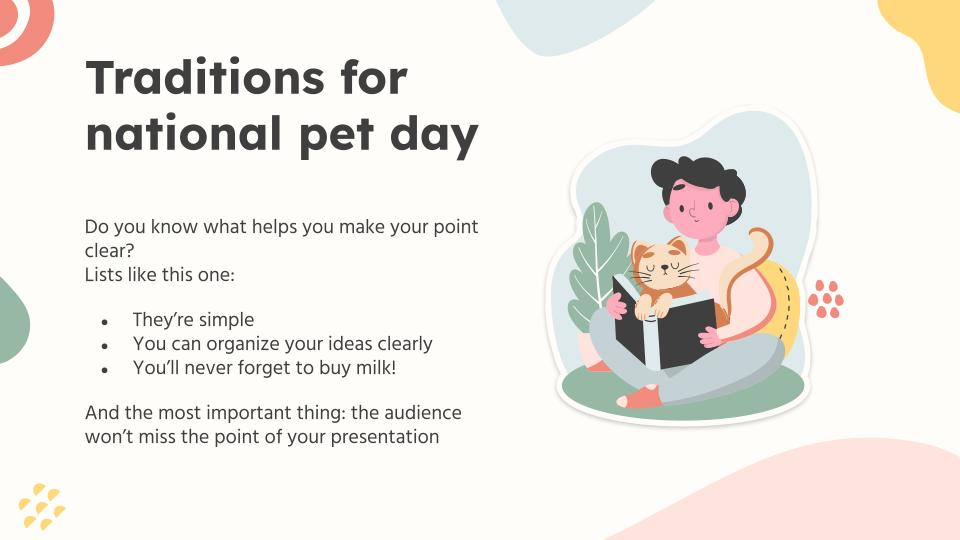 Traditions for
national pet day
Do you know what helps you make your point
clear?
Lists like this one:
● They’re simple
● You can organize your ideas clearly
● You’ll never forget to buy milk!
And the most important thing: the audience
won’t miss the point of your presentation